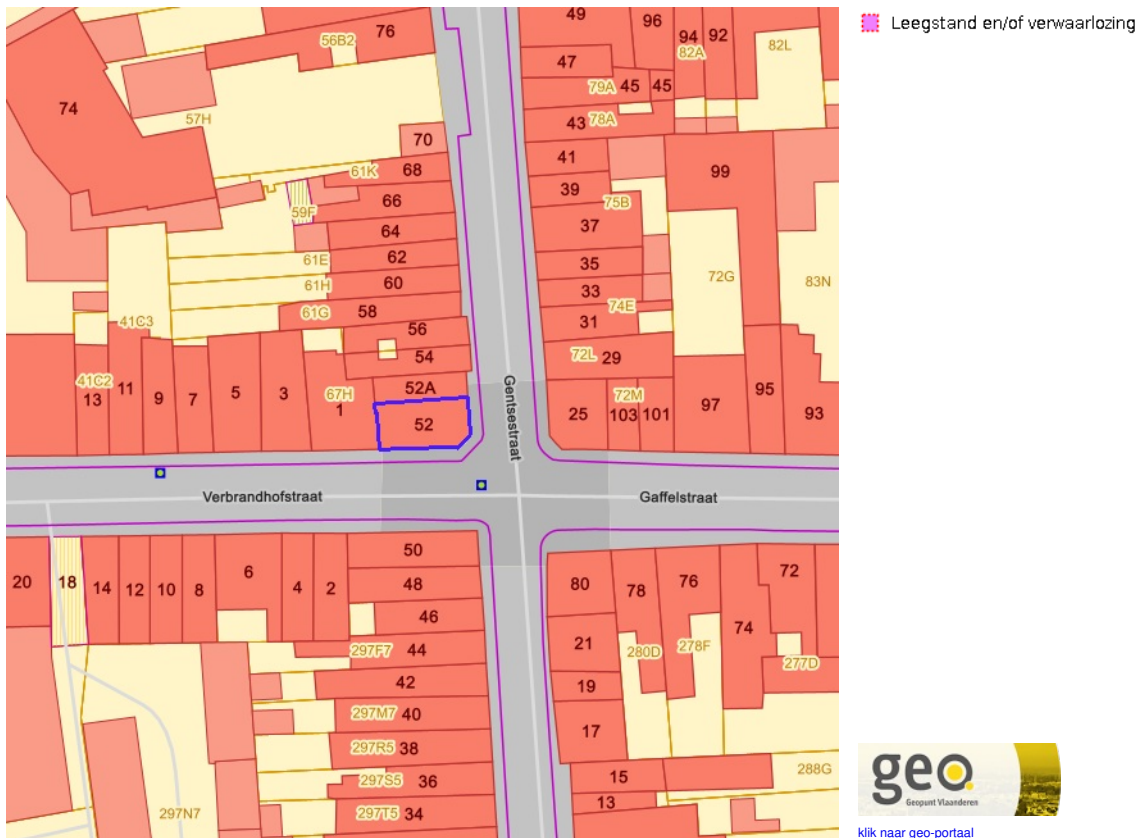 Leegstand en/of verwaarlozing
49 96 94 92
76 56B2 82A 82L
47
79A 45 45
74 57H 43 78A
70
61K 68 41 99
59F 66 39 75B
64 37
61E 62 35 72G 83N
61H 60 33
61G 58 74E
41C3 56 31
54 72L 29
41C2 13 11 9 7 5 3 67H 1 52A 72M 95
52 25 103 101 97 93
Gentsestraat
Verbrandhofstraat Gaffelstraat
20 18 14 12 10 8 6 4 2 50 80 78 76 72
48
46 74
297F7 44 21 280D 278F 277D
42 19
297M7 40 17
297R5 38
297S5 36 15 288G
297N7 297T5 34 13
geo.
Geopunt Vlaanderen
klik naar geo-portaal